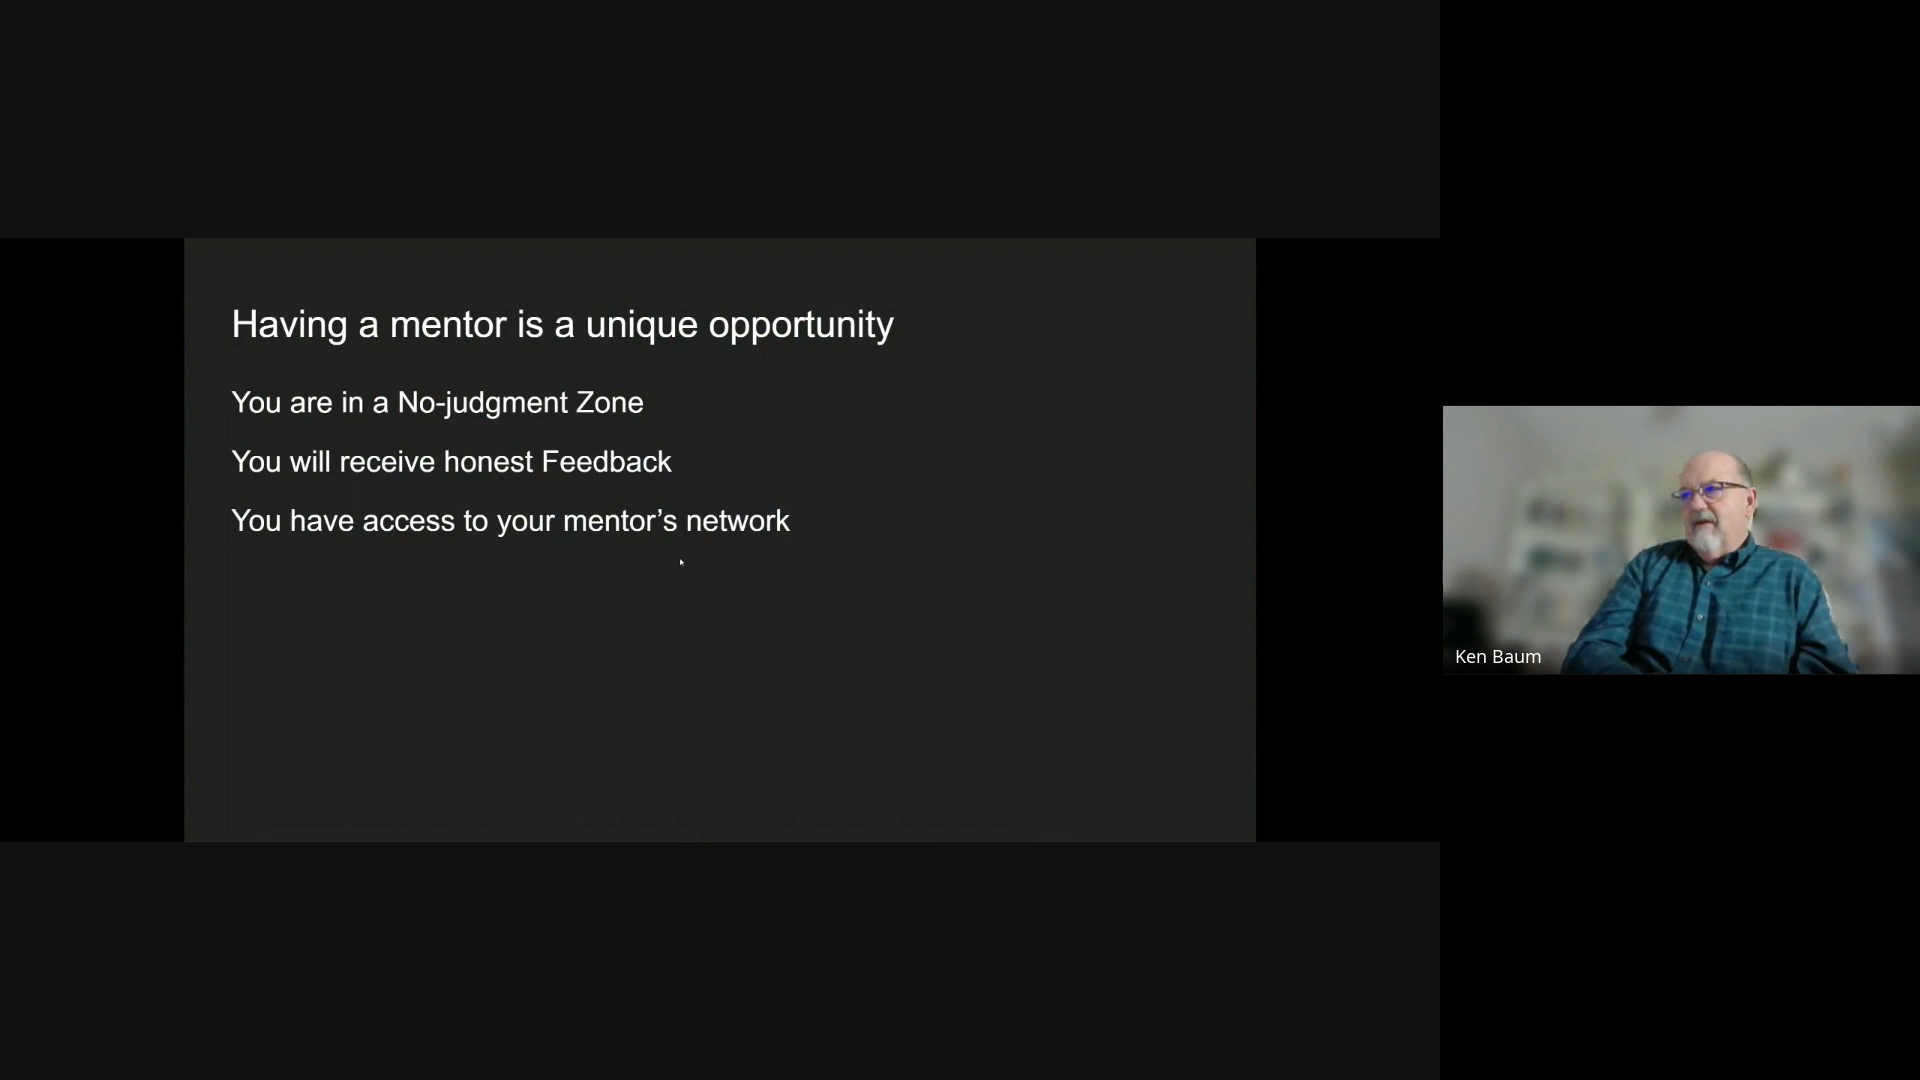 Having a mentor is a unique opportunity
You are in a No-judgment Zone
You will receive honest Feedback
You have access to your mentor’s network
Ken Baum